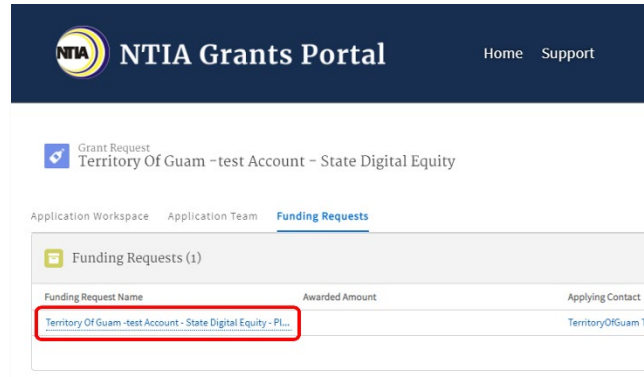 NTIA NTIA Grants Portal Home Support
Grant Request
Territory Of Guam -test Account - State Digital Equity
Application Workspace Application Team Funding Requests
Funding Requests (1)
Funding Request Name Awarded Amount Applying Contact
Territory Of Guam -test Account - State Digital Equity - Pl... TerritoryOfGuam T